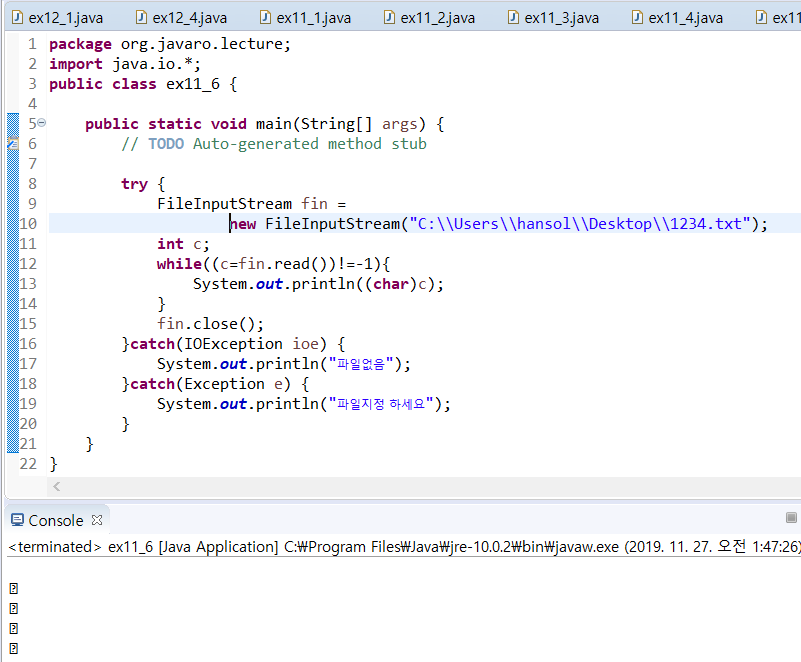 ex12_1.java ex12_4.java ex11_1.java ex11_2.java ex11_3.java ex11_4.java ex11
1 package org.javaro.lecture;
2 import java.io.*;
3 public class ex11_6 {
4
5 public static void main(String[] args) {
6 // TODO Auto-generated method stub
7
8 try {
9 FileInputStream fin =
10 new FileInputStream("C:\\Users\\hansol\\Desktop\\1234.txt");
11 int c;
12 while((c=fin.read())!=-1){
13 System.out.println((char)c);
14 }
15 fin.close();
16 }catch(IOException ioe) {
17 System.out.println("파일없음");
18 }catch(Exception e) {
19 System.out.println("파일지정 하세요");
20 }
21 }
22 }
Console
<terminated> ex11_6 [Java Application] C:₩Program Files₩Java₩jre-10.0.2₩bin₩javaw.exe (2019. 11. 27. 오전 1:47:26)
?
?
?
?